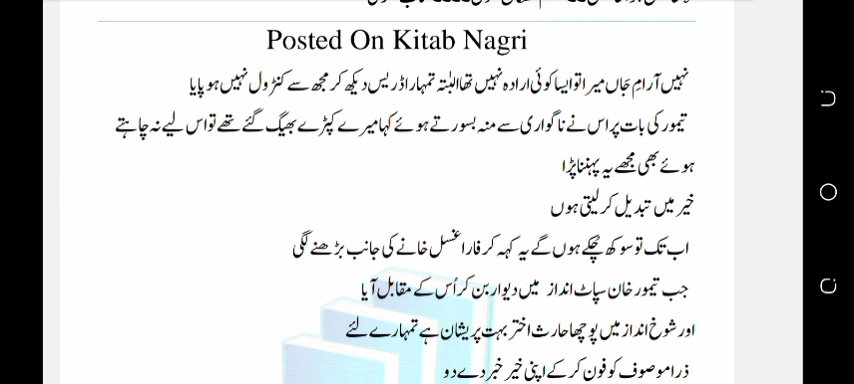 Posted On Kitab Nagri
نہیں آرامِ جاں میرا تو ایسا کوئی ارادہ نہیں تھا البتہ تمہارا ڈریس دیکھ کر مجھ سے کنٹرول نہیں ہو پایا
تیمور کی بات پر اس نے ناگواری سے منہ بسورتے ہوئے کہا میرے کپڑے بھیگ گئے تھے تو اس لیے نہ چاہتے
ہوئے بھی مجھے یہ پہننا پڑا
خیر میں تبدیل کر لیتی ہوں
اب تک تو سوکھ چُکے ہوں گے یہ کہہ کر فارا غسل خانے کی جانب بڑھنے لگی
جب تیمور خان سپاٹ انداز میں دیوار بن کر اُس کے مقابل آیا
اور شوخ انداز میں پوچھا حارث اختر بہت پریشان ہے تمہارے لئے
ذرا موصوف کو فون کر کے اپنی خیر خبر دے دو